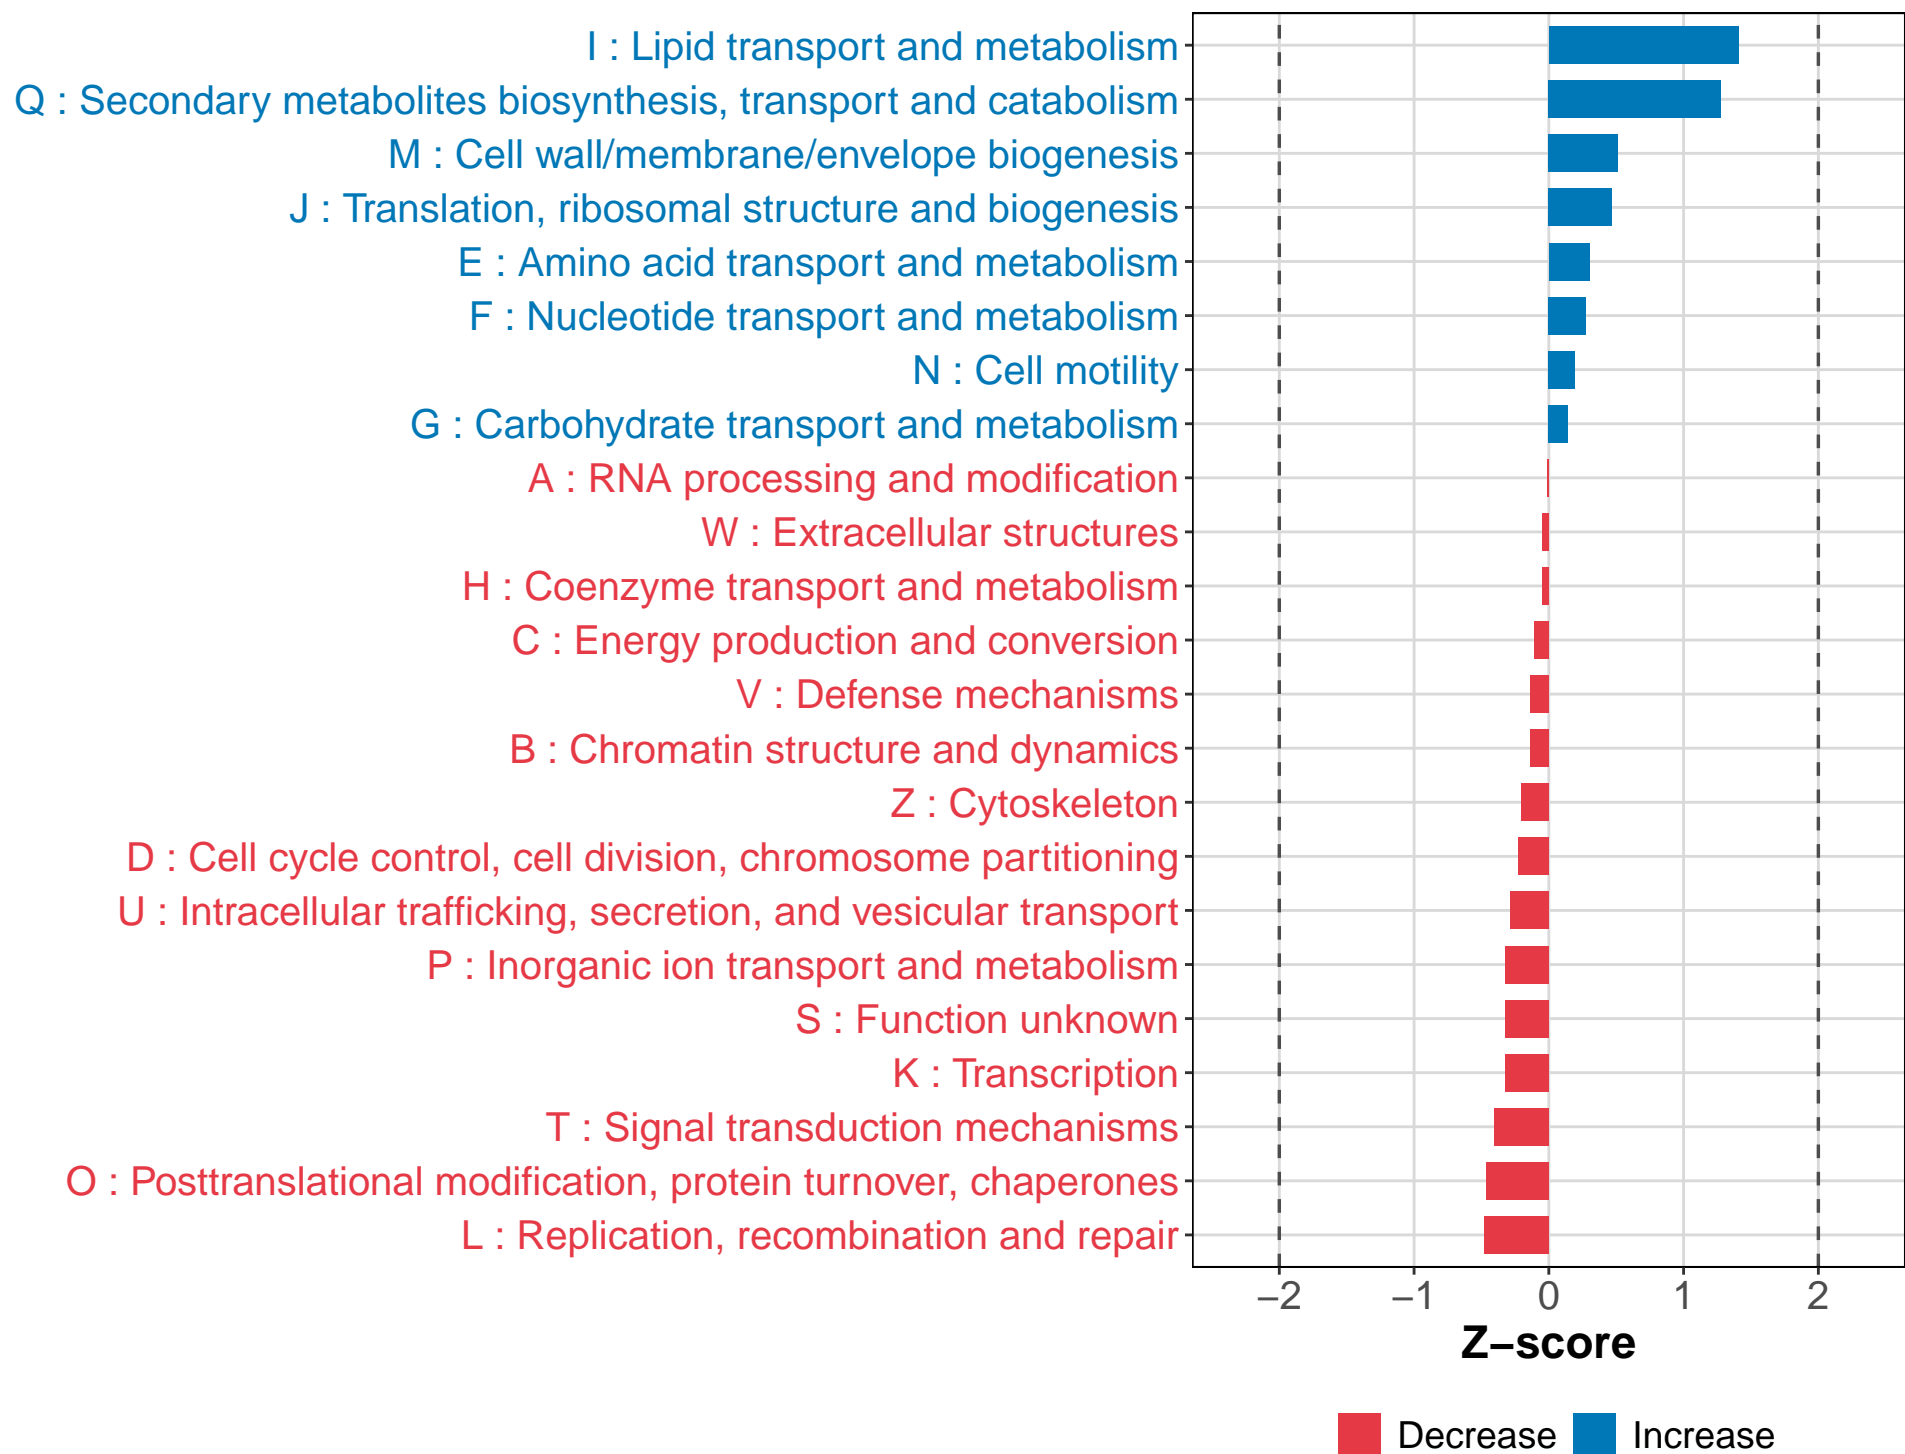 I : Lipid transport and metabolism
Q : Secondary metabolites biosynthesis, transport and catabolism
M : Cell wall/membrane/envelope biogenesis
J : Translation, ribosomal structure and biogenesis
E : Amino acid transport and metabolism
F : Nucleotide transport and metabolism
N : Cell motility
G : Carbohydrate transport and metabolism
A : RNA processing and modification
W : Extracellular structures
H : Coenzyme transport and metabolism
C : Energy production and conversion
V : Defense mechanisms
B : Chromatin structure and dynamics
Z : Cytoskeleton
D : Cell cycle control, cell division, chromosome partitioning
U : Intracellular trafficking, secretion, and vesicular transport
P : Inorganic ion transport and metabolism
S : Function unknown
K : Transcription
T : Signal transduction mechanisms
O : Posttranslational modification, protein turnover, chaperones
L : Replication, recombination and repair
−2 −1 0 1 2
Z−score
Decrease Increase